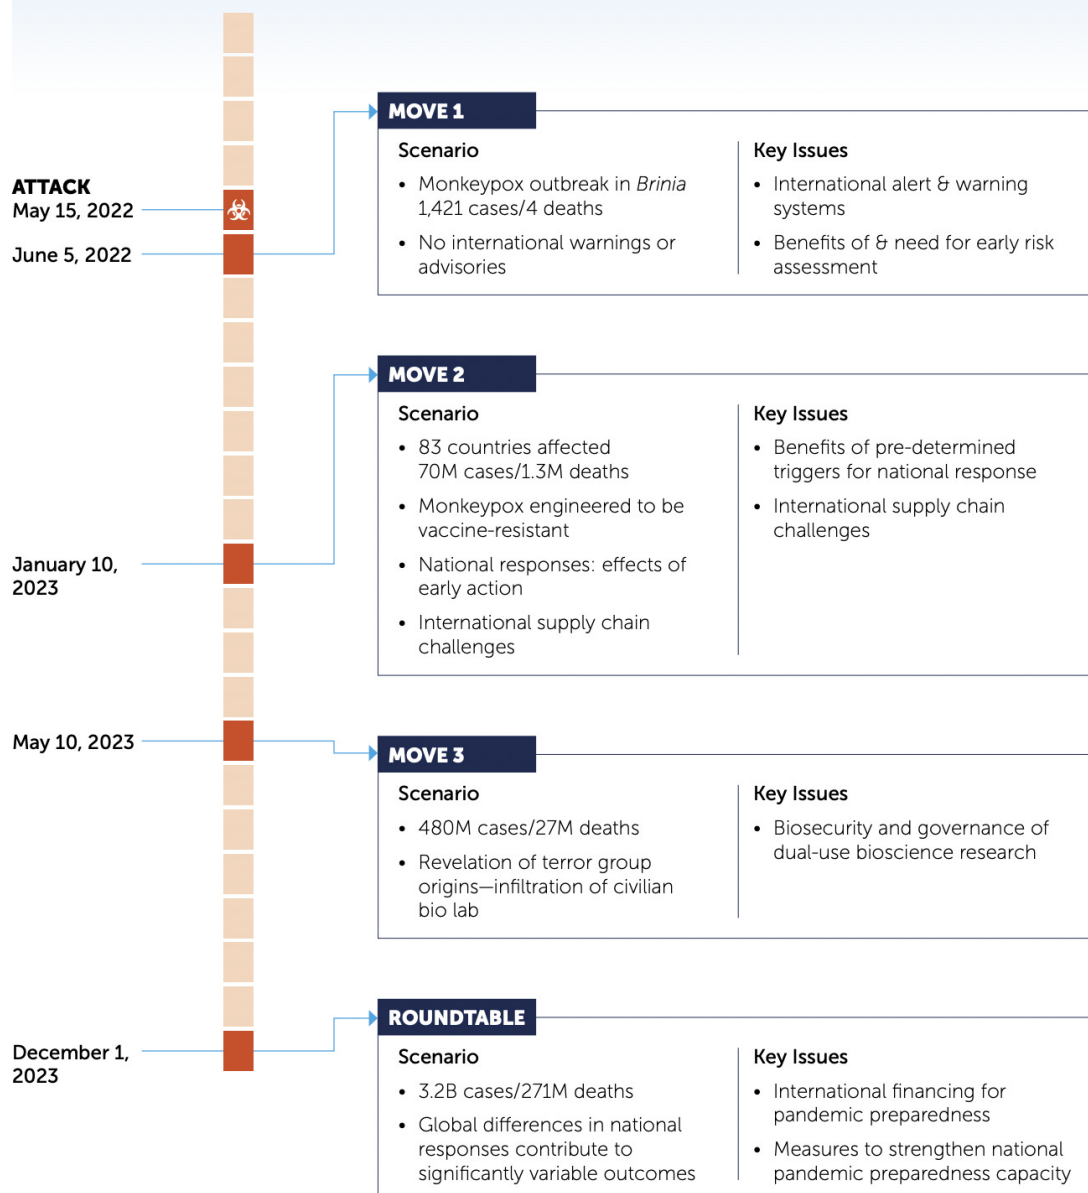 ATTACK
May 15, 2022
June 5, 2022
MOVE 1
Scenario
• Monkeypox outbreak in Brinia
1,421 cases/4 deaths
• No international warnings or
advisories
Key Issues
• International alert & warning
systems
• Benefits of & need for early risk
assessment
January 10,
2023
MOVE 2
Scenario
• 83 countries affected
70M cases/1.3M deaths
• Monkeypox engineered to be
vaccine-resistant
• National responses: effects of
early action
• International supply chain
challenges
Key Issues
• Benefits of pre-determined
triggers for national response
• International supply chain
challenges
May 10, 2023
MOVE 3
Scenario
• 480M cases/27M deaths
• Revelation of terror group
origins—infiltration of civilian
bio lab
Key Issues
• Biosecurity and governance of
dual-use bioscience research
December 1,
2023
ROUNDTABLE
Scenario
• 3.2B cases/271M deaths
• Global differences in national
responses contribute to
significantly variable outcomes
Key Issues
• International financing for
pandemic preparedness
• Measures to strengthen national
pandemic preparedness capacity